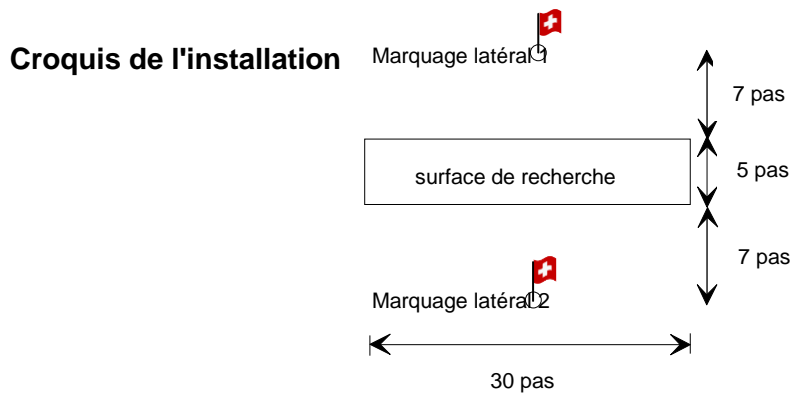 Croquis de l'installation
Marquage latéral 1
7 pas
surface de recherche
5 pas
7 pas
Marquage latéral 2
30 pas